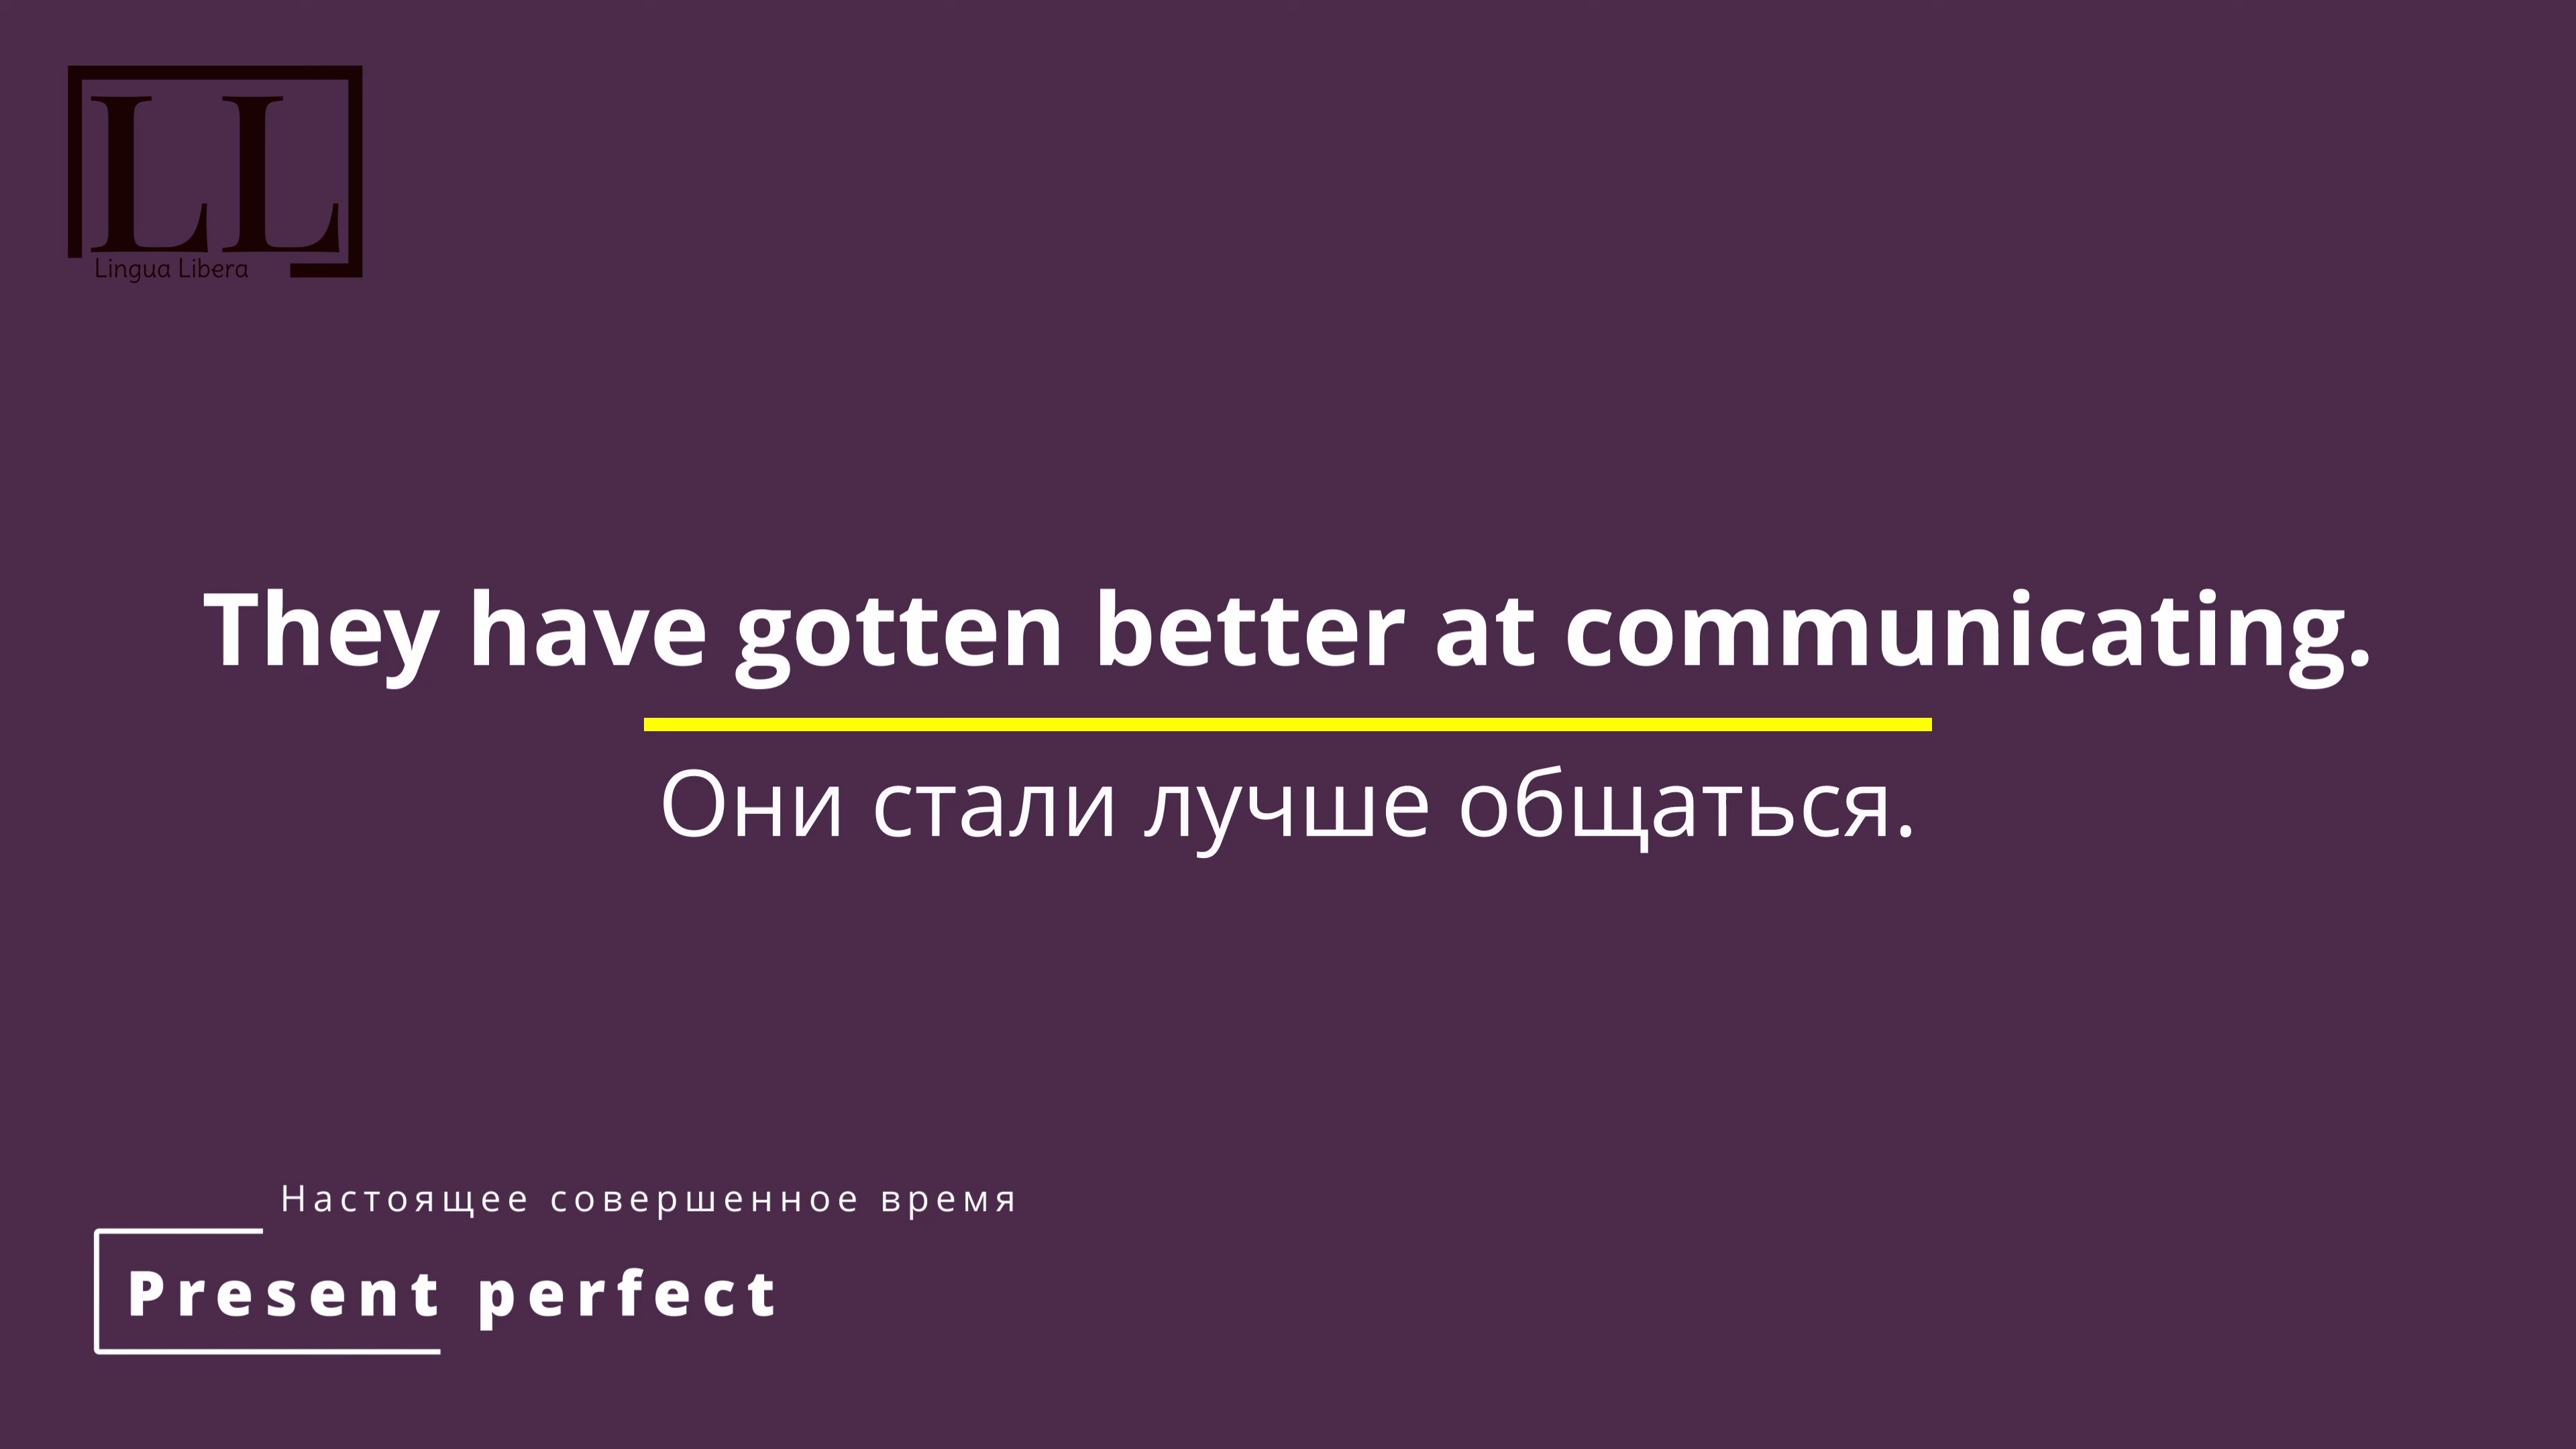 LL
Lingua Libera
They have gotten better at communicating.
Они стали лучше общаться.
Настоящее совершенное время
Present perfect